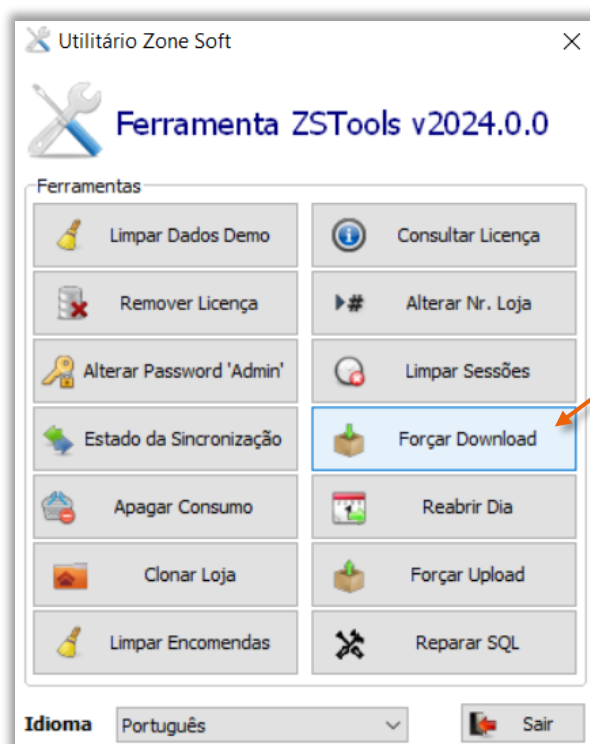 Utilitário Zone Soft
Ferramenta ZSTools v2024.0.0
Ferramentas
Limpar Dados Demo
Consultar Licença
Remover Licença
# Alterar Nr. Loja
Alterar Password 'Admin'
Limpar Sessões
Estado da Sincronização
Forçar Download
Apagar Consumo
1 Reabrir Dia
Clonar Loja
Forçar Upload
Limpar Encomendas
Reparar SQL
Idioma Português Sair